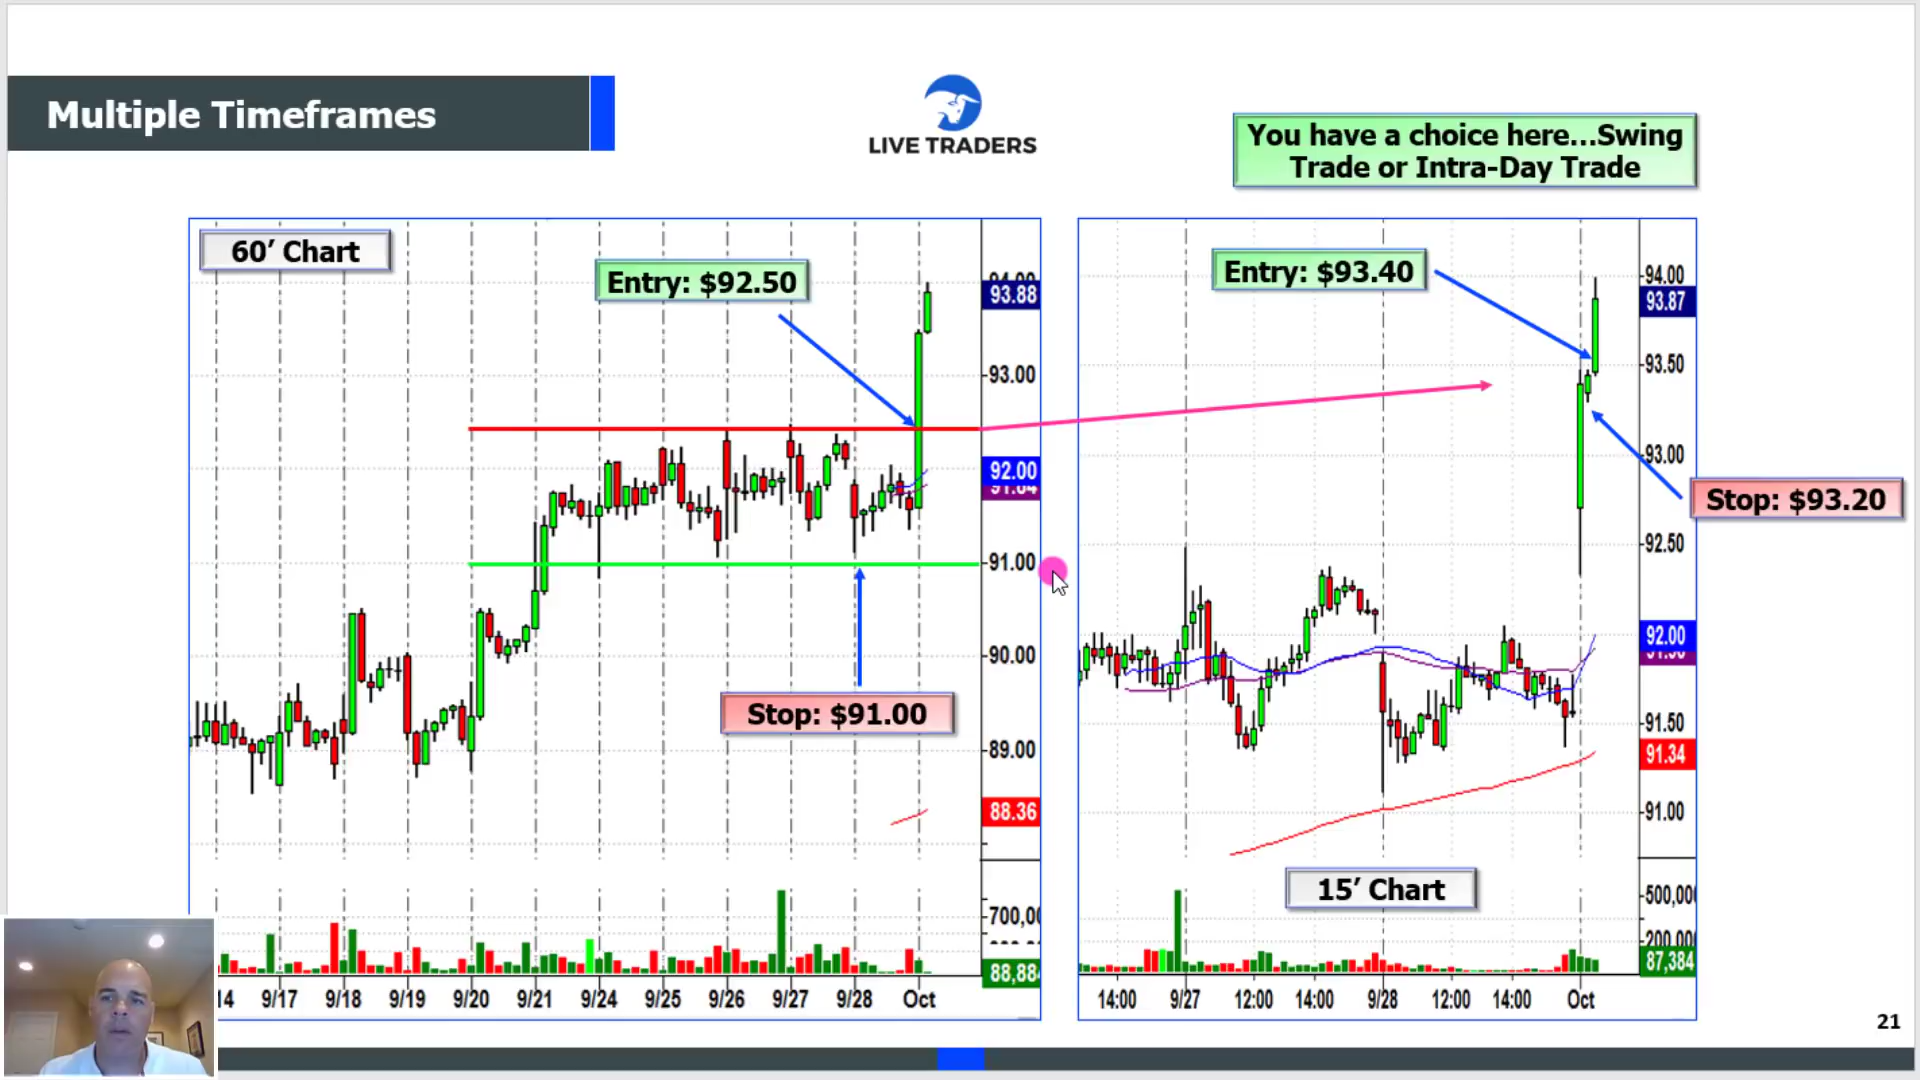 Multiple Timeframes
LIVE TRADERS
You have a choice here...Swing
Trade or Intra-Day Trade
60’ Chart
Entry: $92.50
Stop: $91.00
94.00
93.88
93.00
92.00
91.00
90.00
89.00
88.36
700,0
88,884
14 9/17 9/18 9/19 9/20 9/21 9/24 9/25 9/26 9/27 9/28 Oct
Entry: $93.40
Stop: $93.20
15’ Chart
94.00
93.87
93.50
93.00
92.50
92.00
91.50
91.34
91.00
500,00
200,00
87,384
14:00 9/27 12:00 14:00 9/28 12:00 14:00 Oct
21